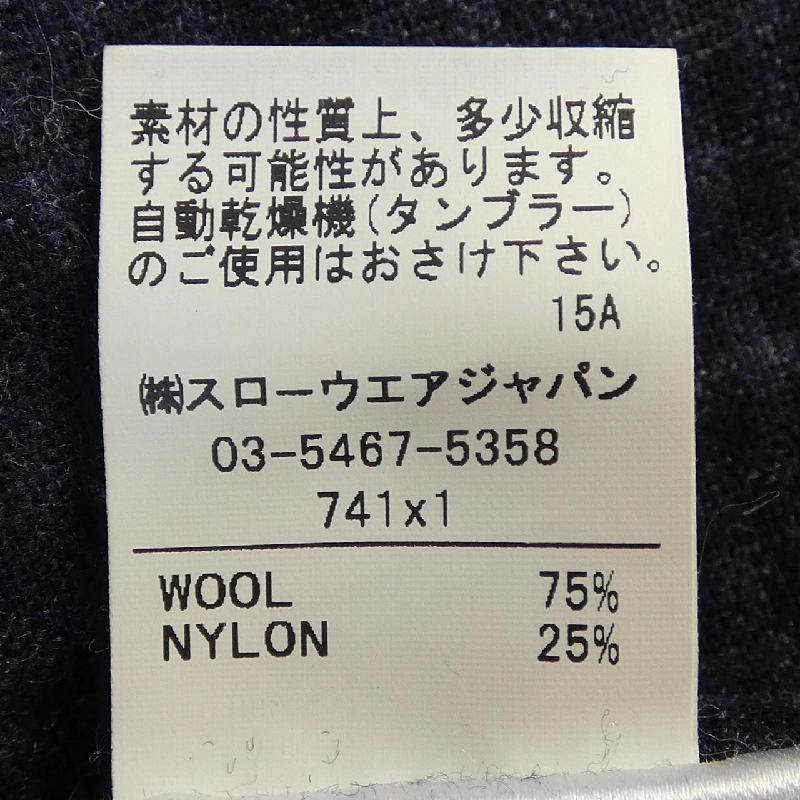 素材の性質上、多少収縮
する可能性があります。
自動乾燥機(タンブラー)
のご使用はおさけ下さい。
15A
㈱スローウエアジャパン
03-5467-5358
741x1
WOOL 75%
NYLON 25%